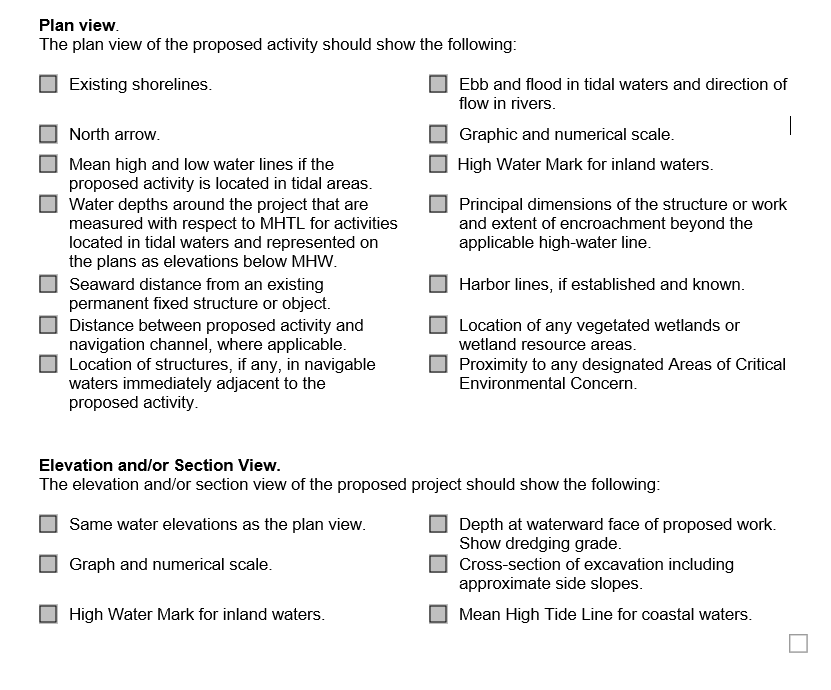 Plan view.
The plan view of the proposed activity should show the following:
Existing shorelines.
Ebb and flood in tidal waters and direction of
flow in rivers.
North arrow.
Graphic and numerical scale.
Mean high and low water lines if the
proposed activity is located in tidal areas.
High Water Mark for inland waters.
Water depths around the project that are
measured with respect to MHTL for activities
located in tidal waters and represented on
the plans as elevations below MHW.
Principal dimensions of the structure or work
and extent of encroachment beyond the
applicable high-water line.
Seaward distance from an existing
permanent fixed structure or object.
Harbor lines, if established and known.
Distance between proposed activity and
navigation channel, where applicable.
Location of any vegetated wetlands or
wetland resource areas.
Location of structures, if any, in navigable
waters immediately adjacent to the
proposed activity.
Proximity to any designated Areas of Critical
Environmental Concern.
Elevation and/or Section View.
The elevation and/or section view of the proposed project should show the following:
Same water elevations as the plan view.
Depth at waterward face of proposed work.
Show dredging grade.
Graph and numerical scale.
Cross-section of excavation including
approximate side slopes.
High Water Mark for inland waters.
Mean High Tide Line for coastal waters.